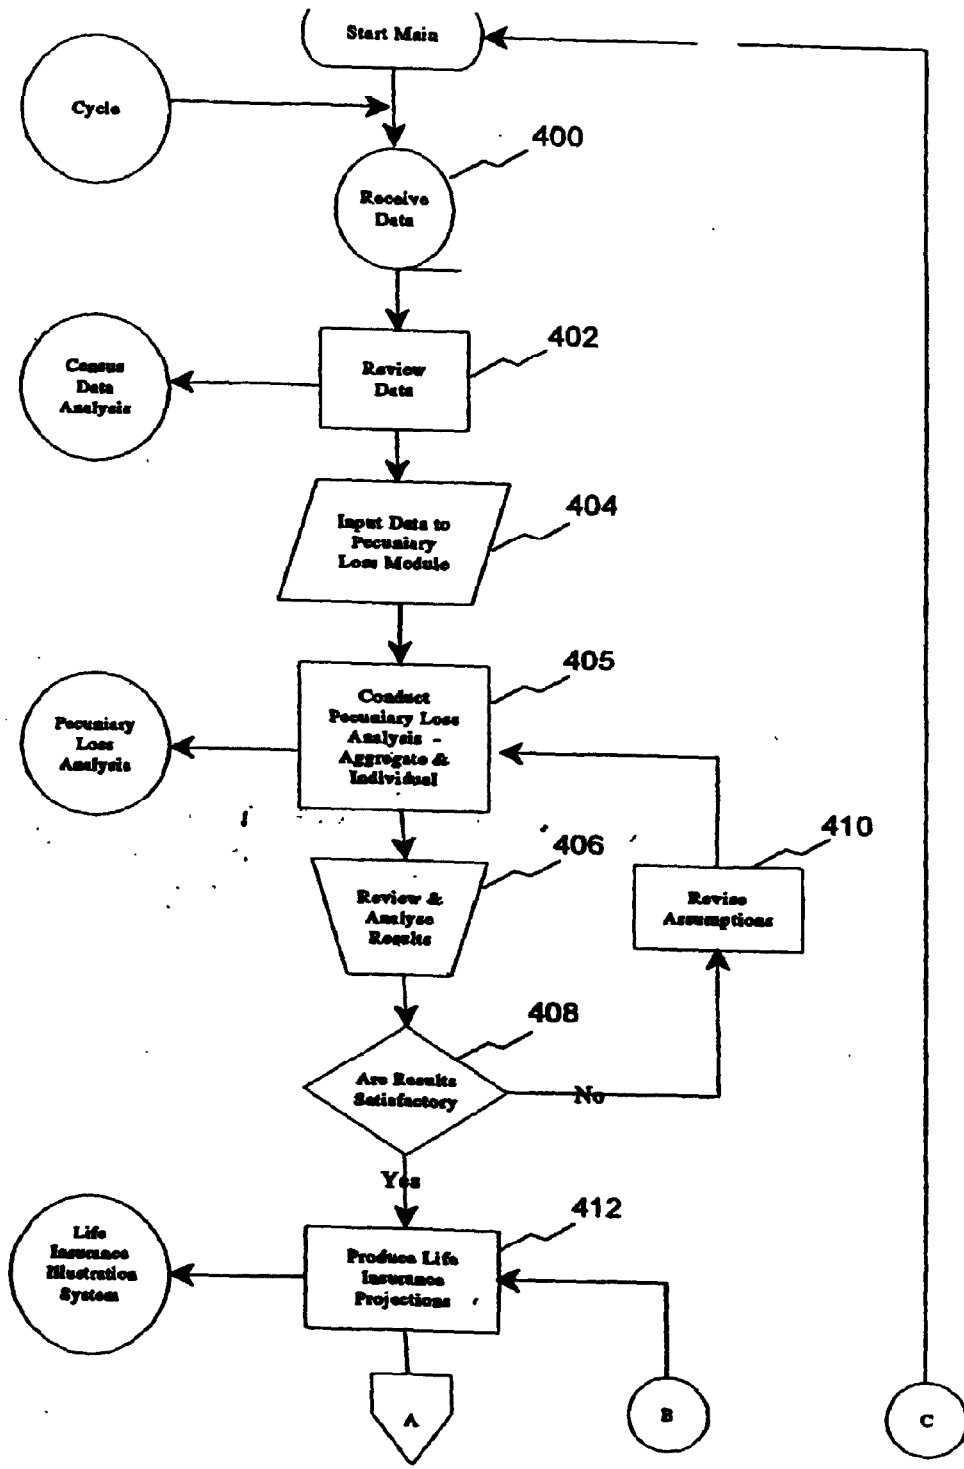 Start Main
Cycle
400
Receive
Data
402
Review
Data
Census
Data
Analysis
404
Input Data to
Pecuniary
Loss Module
405
Conduct
Pecuniary Loss
Analysis -
Aggregate &
Individual
Pecuniary
Loss
Analysis
406
Review &
Analyse
Results
410
Revise
Assumptions
408
Are Results
Satisfactory
No
Yes
412
Produce Life
Insurance
Projections
Life
Insurance
Illustration
System
A
B
C